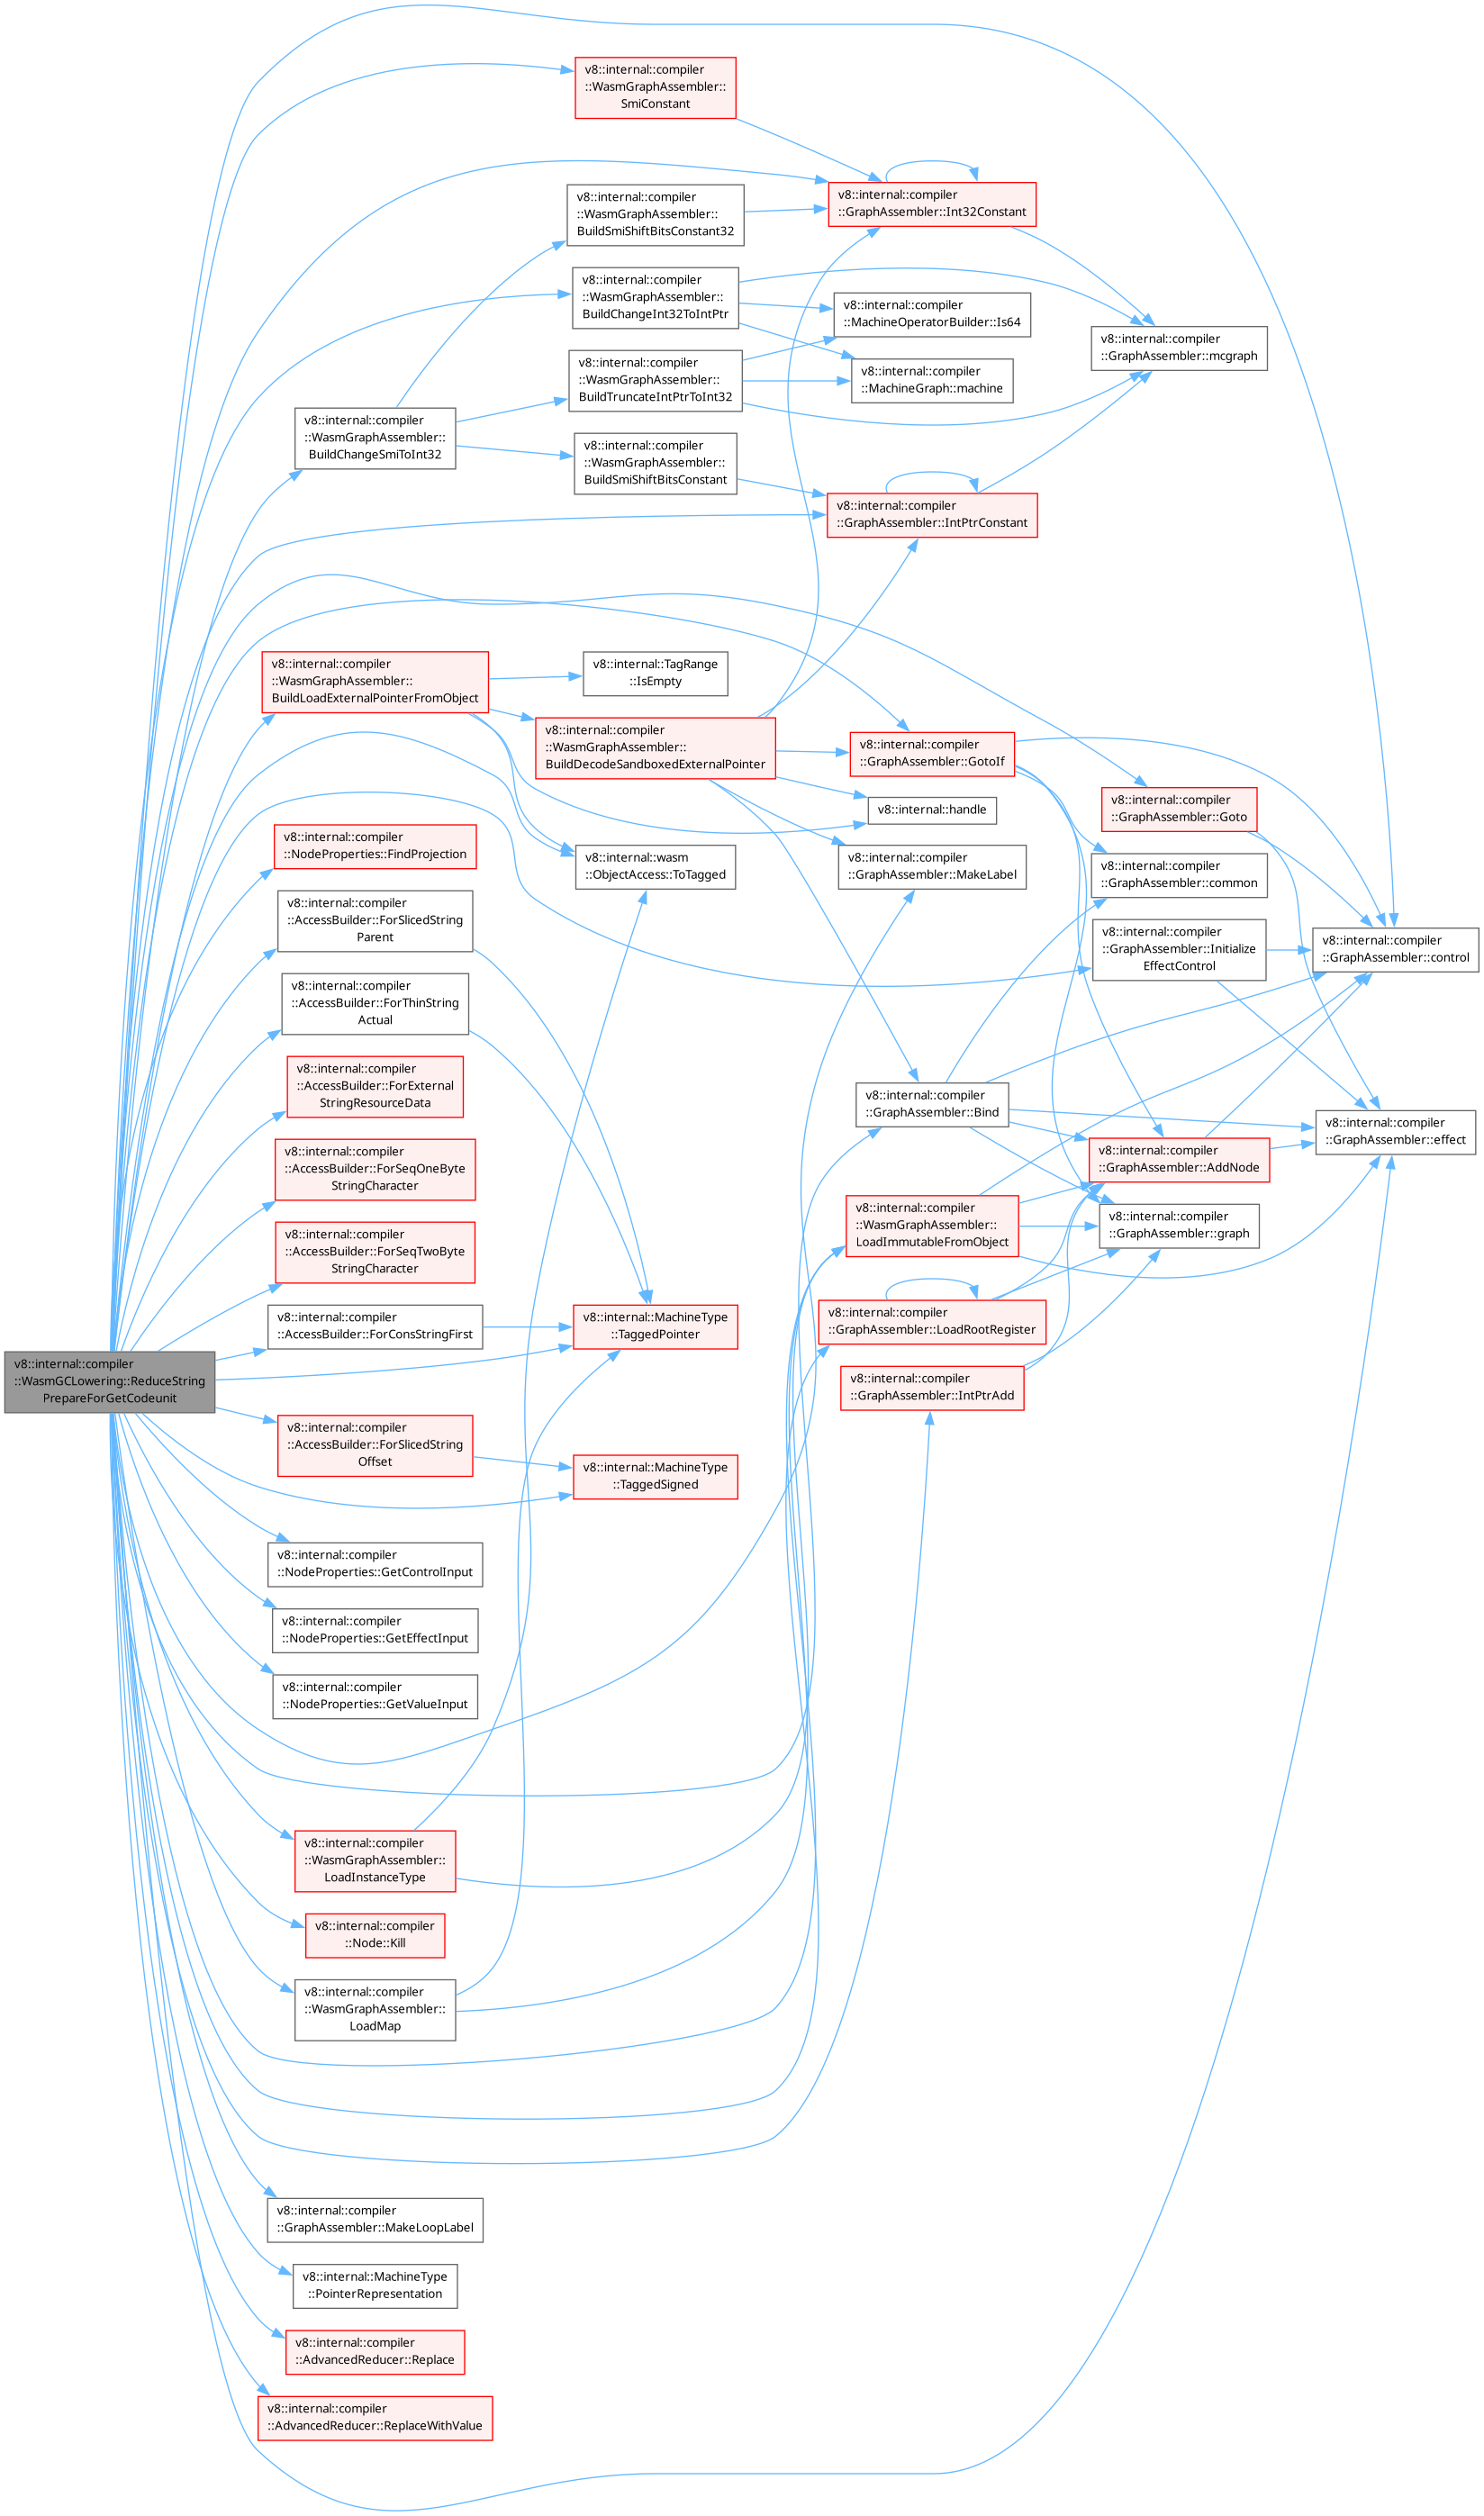 v8::internal::compiler
::WasmGraphAssembler::
SmiConstant
v8::internal::compiler
::GraphAssembler::Int32Constant
v8::internal::compiler
::WasmGraphAssembler::
BuildSmiShiftBitsConstant32
v8::internal::compiler
::WasmGraphAssembler::
BuildChangeInt32ToIntPtr
v8::internal::compiler
::MachineOperatorBuilder::Is64
v8::internal::compiler
::GraphAssembler::mcgraph
v8::internal::compiler
::WasmGraphAssembler::
BuildTruncateIntPtrToInt32
v8::internal::compiler
::MachineGraph::machine
v8::internal::compiler
::WasmGraphAssembler::
BuildChangeSmiToInt32
v8::internal::compiler
::WasmGraphAssembler::
BuildSmiShiftBitsConstant
v8::internal::compiler
::GraphAssembler::IntPtrConstant
v8::internal::compiler
::WasmGraphAssembler::
BuildLoadExternalPointerFromObject
v8::internal::TagRange
::IsEmpty
v8::internal::compiler
::WasmGraphAssembler::
BuildDecodeSandboxedExternalPointer
v8::internal::compiler
::GraphAssembler::GotoIf
v8::internal::handle
v8::internal::compiler
::GraphAssembler::Goto
v8::internal::compiler
::NodeProperties::FindProjection
v8::internal::wasm
::ObjectAccess::ToTagged
v8::internal::compiler
::GraphAssembler::MakeLabel
v8::internal::compiler
::GraphAssembler::common
v8::internal::compiler
::AccessBuilder::ForSlicedString
Parent
v8::internal::compiler
::GraphAssembler::Initialize
EffectControl
v8::internal::compiler
::GraphAssembler::control
v8::internal::compiler
::AccessBuilder::ForThinString
Actual
v8::internal::compiler
::AccessBuilder::ForExternal
StringResourceData
v8::internal::compiler
::GraphAssembler::Bind
v8::internal::compiler
::GraphAssembler::effect
v8::internal::compiler
::AccessBuilder::ForSeqOneByte
StringCharacter
v8::internal::compiler
::GraphAssembler::AddNode
v8::internal::compiler
::AccessBuilder::ForSeqTwoByte
StringCharacter
v8::internal::compiler
::WasmGraphAssembler::
LoadImmutableFromObject
v8::internal::compiler
::GraphAssembler::graph
v8::internal::compiler
::AccessBuilder::ForConsStringFirst
v8::internal::MachineType
::TaggedPointer
v8::internal::compiler
::GraphAssembler::LoadRootRegister
v8::internal::compiler
::WasmGCLowering::ReduceString
PrepareForGetCodeunit
v8::internal::compiler
::GraphAssembler::IntPtrAdd
v8::internal::compiler
::AccessBuilder::ForSlicedString
Offset
v8::internal::MachineType
::TaggedSigned
v8::internal::compiler
::NodeProperties::GetControlInput
v8::internal::compiler
::NodeProperties::GetEffectInput
v8::internal::compiler
::NodeProperties::GetValueInput
v8::internal::compiler
::WasmGraphAssembler::
LoadInstanceType
v8::internal::compiler
::Node::Kill
v8::internal::compiler
::WasmGraphAssembler::
LoadMap
v8::internal::compiler
::GraphAssembler::MakeLoopLabel
v8::internal::MachineType
::PointerRepresentation
v8::internal::compiler
::AdvancedReducer::Replace
v8::internal::compiler
::AdvancedReducer::ReplaceWithValue